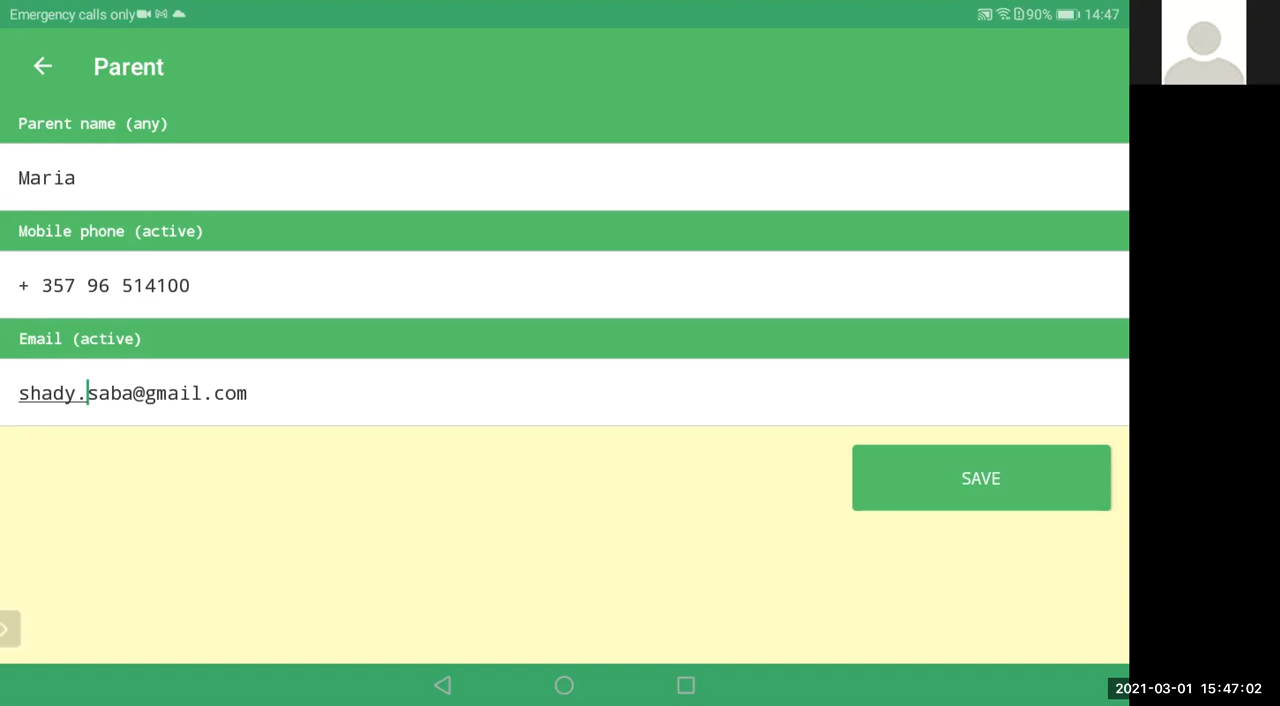 Emergency calls only
90% 14:47
Parent
Parent name (any)
Maria
Mobile phone (active)
+ 357 96 514100
Email (active)
shady.saba@gmail.com
SAVE
2021-03-01 15:47:02